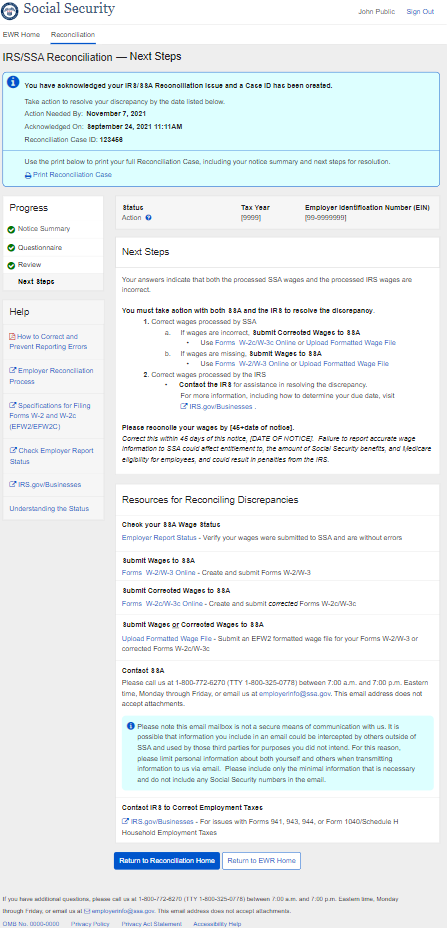 Social Security
John Public Sign Out
EWR Home Reconciliation
IRS/SSA Reconciliation — Next Steps
You have acknowledged your IRS/SSA Reconciliation Issue and a Case ID has been created.
Take action to resolve your discrepancy by the date listed below.
Action Needed By: November 7, 2021
Acknowledged On: September 24, 2021 11:11AM
Reconciliation Case ID: 123456
Use the print below to print your full Reconciliation Case, including your notice summary and next steps for resolution.
Print Reconciliation Case
Progress
Notice Summary
Questionnaire
Review
Next Steps
Help
How to Correct and
Prevent Reporting Errors
Employer Reconciliation
Process
Specifications for Filing
Forms W-2 and W-2c
(EFW2/EFW2C)
Check Employer Report
Status
IRS.gov/Businesses
Understanding the Status
Status Tax Year Employer Identification Number (EIN)
Action [9999] [99-9999999]
Next Steps
Your answers indicate that both the processed SSA wages and the processed IRS wages are
incorrect.
You must take action with both SSA and the IRS to resolve the discrepancy.
1. Correct wages processed by SSA
a. If wages are incorrect, Submit Corrected Wages to SSA
• Use Forms W-2c/W-3c Online or Upload Formatted Wage File
b. If wages are missing, Submit Wages to SSA
• Use Forms W-2/W-3 Online or Upload Formatted Wage File
2. Correct wages processed by the IRS
• Contact the IRS for assistance in resolving the discrepancy.
For more information, including how to determine your due date, visit
IRS.gov/Businesses .
Please reconcile your wages by [45+date of notice].
Correct this within 45 days of this notice, [DATE OF NOTICE]. Failure to report accurate wage
information to SSA could affect entitlement to, the amount of Social Security benefits, and Medicare
eligibility for employees, and could result in penalties from the IRS.
Resources for Reconciling Discrepancies
Check your SSA Wage Status
Employer Report Status - Verify your wages were submitted to SSA and are without errors
Submit Wages to SSA
Forms W-2/W-3 Online - Create and submit Forms W-2/W-3
Submit Corrected Wages to SSA
Forms W-2c/W-3c Online - Create and submit corrected Forms W-2c/W-3c
Submit Wages or Corrected Wages to SSA
Upload Formatted Wage File - Submit an EFW2 formatted wage file for your Forms W-2/W-3 or
corrected Forms W-2c/W-3c
Contact SSA
Please call us at 1-800-772-6270 (TTY 1-800-325-0778) between 7:00 a.m. and 7:00 p.m. Eastern
time, Monday through Friday, or email us at employerinfo@ssa.gov. This email address does not
accept attachments.
Please note this email mailbox is not a secure means of communication with us. It is
possible that information you include in an email could be intercepted by others outside of
SSA and used by those third parties for purposes you did not intend. For this reason,
please limit personal information about both yourself and others when transmitting
information to us via email. Please include only the minimal information that is necessary
and do not include any Social Security numbers in the email.
Contact IRS to Correct Employment Taxes
IRS.gov/Businesses - For issues with Forms 941, 943, 944, or Form 1040/Schedule H
Household Employment Taxes
Return to Reconciliation Home Return to EWR Home
If you have additional questions, please call us at 1-800-772-6270 (TTY 1-800-325-0778) between 7:00 a.m. and 7:00 p.m. Eastern time, Monday
through Friday, or email us at employerinfo@ssa.gov. This email address does not accept attachments.
OMB No. 0000-0000 Privacy Policy Privacy Act Statement Accessibility Help